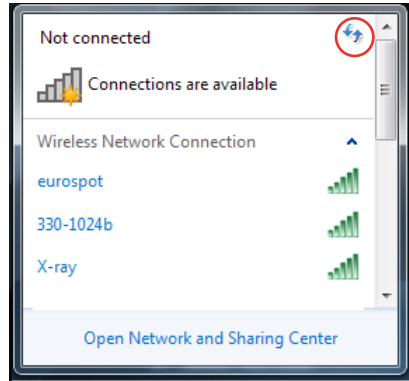 Not connected
Connections are available
Wireless Network Connection
eurospot
330-1024b
X-ray
Open Network and Sharing Center